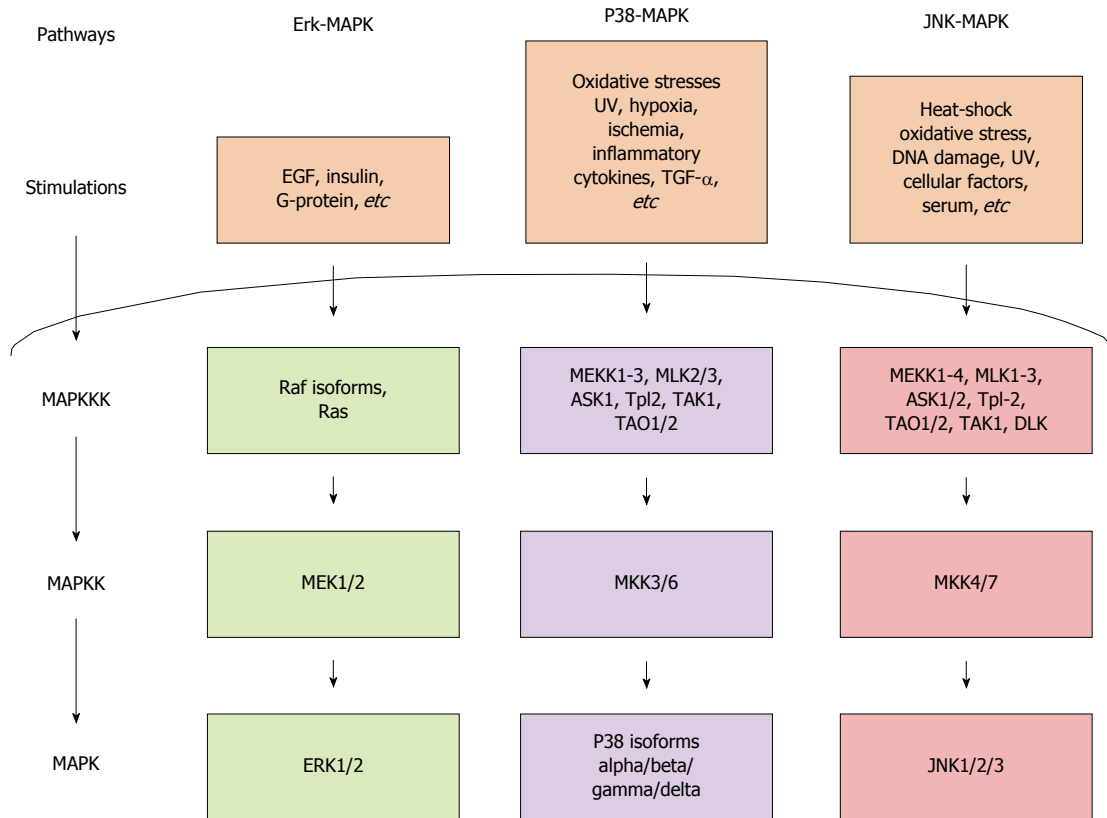 Pathways
Erk-MAPK
P38-MAPK
JNK-MAPK
Stimulations
EGF, insulin,
G-protein, etc
Oxidative stresses
UV, hypoxia,
ischemia,
inflammatory
cytokines, TGF-α,
etc
Heat-shock
oxidative stress,
DNA damage, UV,
cellular factors,
serum, etc
MAPKKK
Raf isoforms,
Ras
MEKK1-3, MLK2/3,
ASK1, Tpl2, TAK1,
TAO1/2
MEKK1-4, MLK1-3,
ASK1/2, Tpl-2,
TAO1/2, TAK1, DLK
MAPKK
MEK1/2
MKK3/6
MKK4/7
MAPK
ERK1/2
P38 isoforms
alpha/beta/
gamma/delta
JNK1/2/3